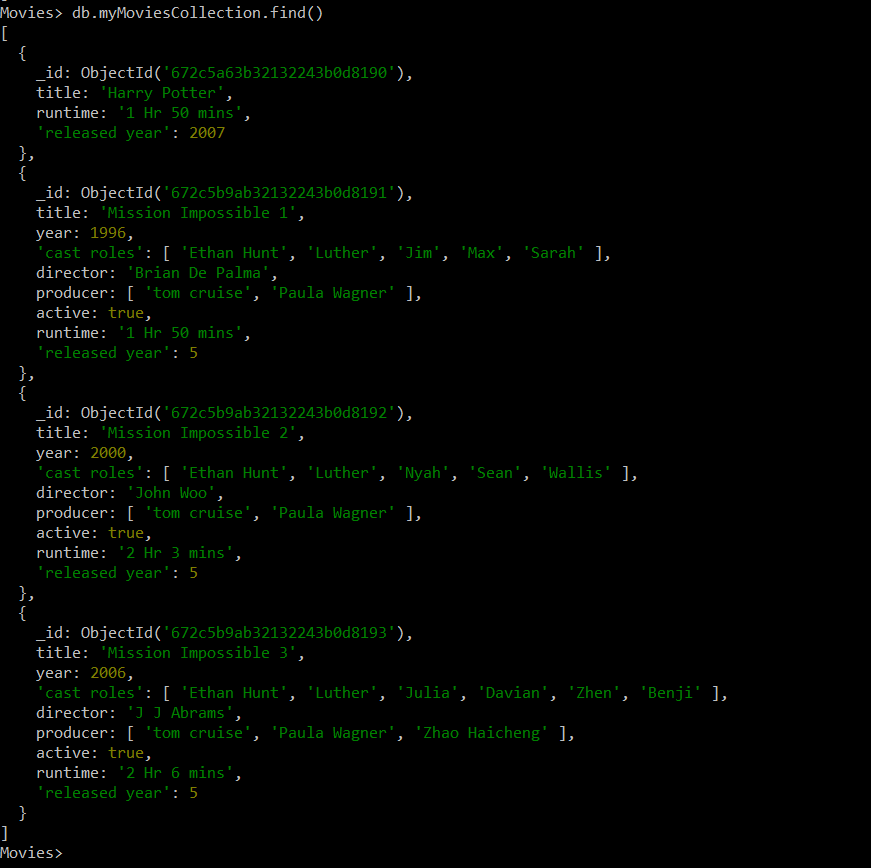 Movies> db.myMoviesCollection.find()
[
  {
    _id: ObjectId('672c5a63b32132243b0d8190'),
    title: 'Harry Potter',
    runtime: '1 Hr 50 mins',
    'released year': 2007
  },
  {
    _id: ObjectId('672c5b9ab32132243b0d8191'),
    title: 'Mission Impossible 1',
    year: 1996,
    'cast roles': [ 'Ethan Hunt', 'Luther', 'Jim', 'Max', 'Sarah' ],
    director: 'Brian De Palma',
    producer: [ 'tom cruise', 'Paula Wagner' ],
    active: true,
    runtime: '1 Hr 50 mins',
    'released year': 5
  },
  {
    _id: ObjectId('672c5b9ab32132243b0d8192'),
    title: 'Mission Impossible 2',
    year: 2000,
    'cast roles': [ 'Ethan Hunt', 'Luther', 'Nyah', 'Sean', 'Wallis' ],
    director: 'John Woo',
    producer: [ 'tom cruise', 'Paula Wagner' ],
    active: true,
    runtime: '2 Hr 3 mins',
    'released year': 5
  },
  {
    _id: ObjectId('672c5b9ab32132243b0d8193'),
    title: 'Mission Impossible 3',
    year: 2006,
    'cast roles': [ 'Ethan Hunt', 'Luther', 'Julia', 'Davian', 'Zhen', 'Benji' ],
    director: 'J J Abrams',
    producer: [ 'tom cruise', 'Paula Wagner', 'Zhao Haicheng' ],
    active: true,
    runtime: '2 Hr 6 mins',
    'released year': 5
  }
]
Movies>